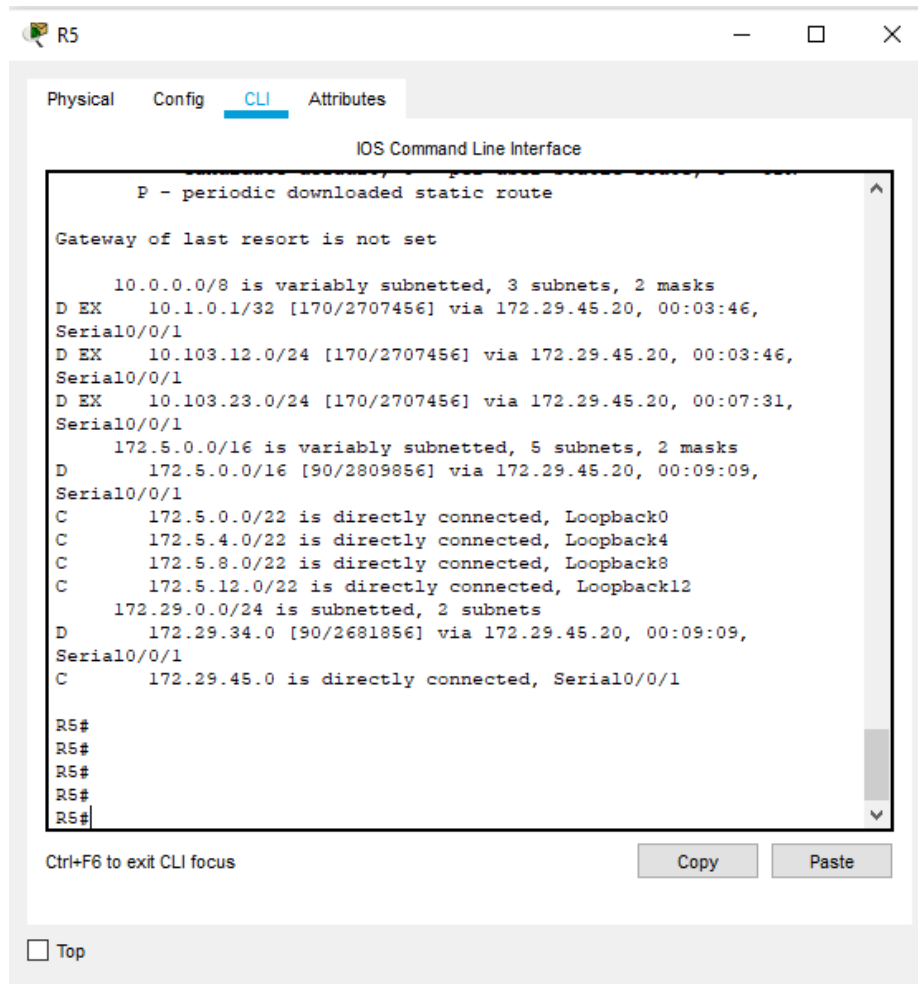 R5
Physical Config CLI Attributes
IOS Command Line Interface
P - periodic downloaded static route
Gateway of last resort is not set
10.0.0.0/8 is variably subnetted, 3 subnets, 2 masks
D EX 10.1.0.1/32 [170/2707456] via 172.29.45.20, 00:03:46,
Serial0/0/1
D EX 10.103.12.0/24 [170/2707456] via 172.29.45.20, 00:03:46,
Serial0/0/1
D EX 10.103.23.0/24 [170/2707456] via 172.29.45.20, 00:07:31,
Serial0/0/1
172.5.0.0/16 is variably subnetted, 5 subnets, 2 masks
D 172.5.0.0/16 [90/2809856] via 172.29.45.20, 00:09:09,
Serial0/0/1
C 172.5.0.0/22 is directly connected, Loopback0
C 172.5.4.0/22 is directly connected, Loopback4
C 172.5.8.0/22 is directly connected, Loopback8
C 172.5.12.0/22 is directly connected, Loopback12
172.29.0.0/24 is subnetted, 2 subnets
D 172.29.34.0 [90/2681856] via 172.29.45.20, 00:09:09,
Serial0/0/1
C 172.29.45.0 is directly connected, Serial0/0/1
R5#
R5#
R5#
R5#
R5#
Ctrl+F6 to exit CLI focus
Copy Paste
Top